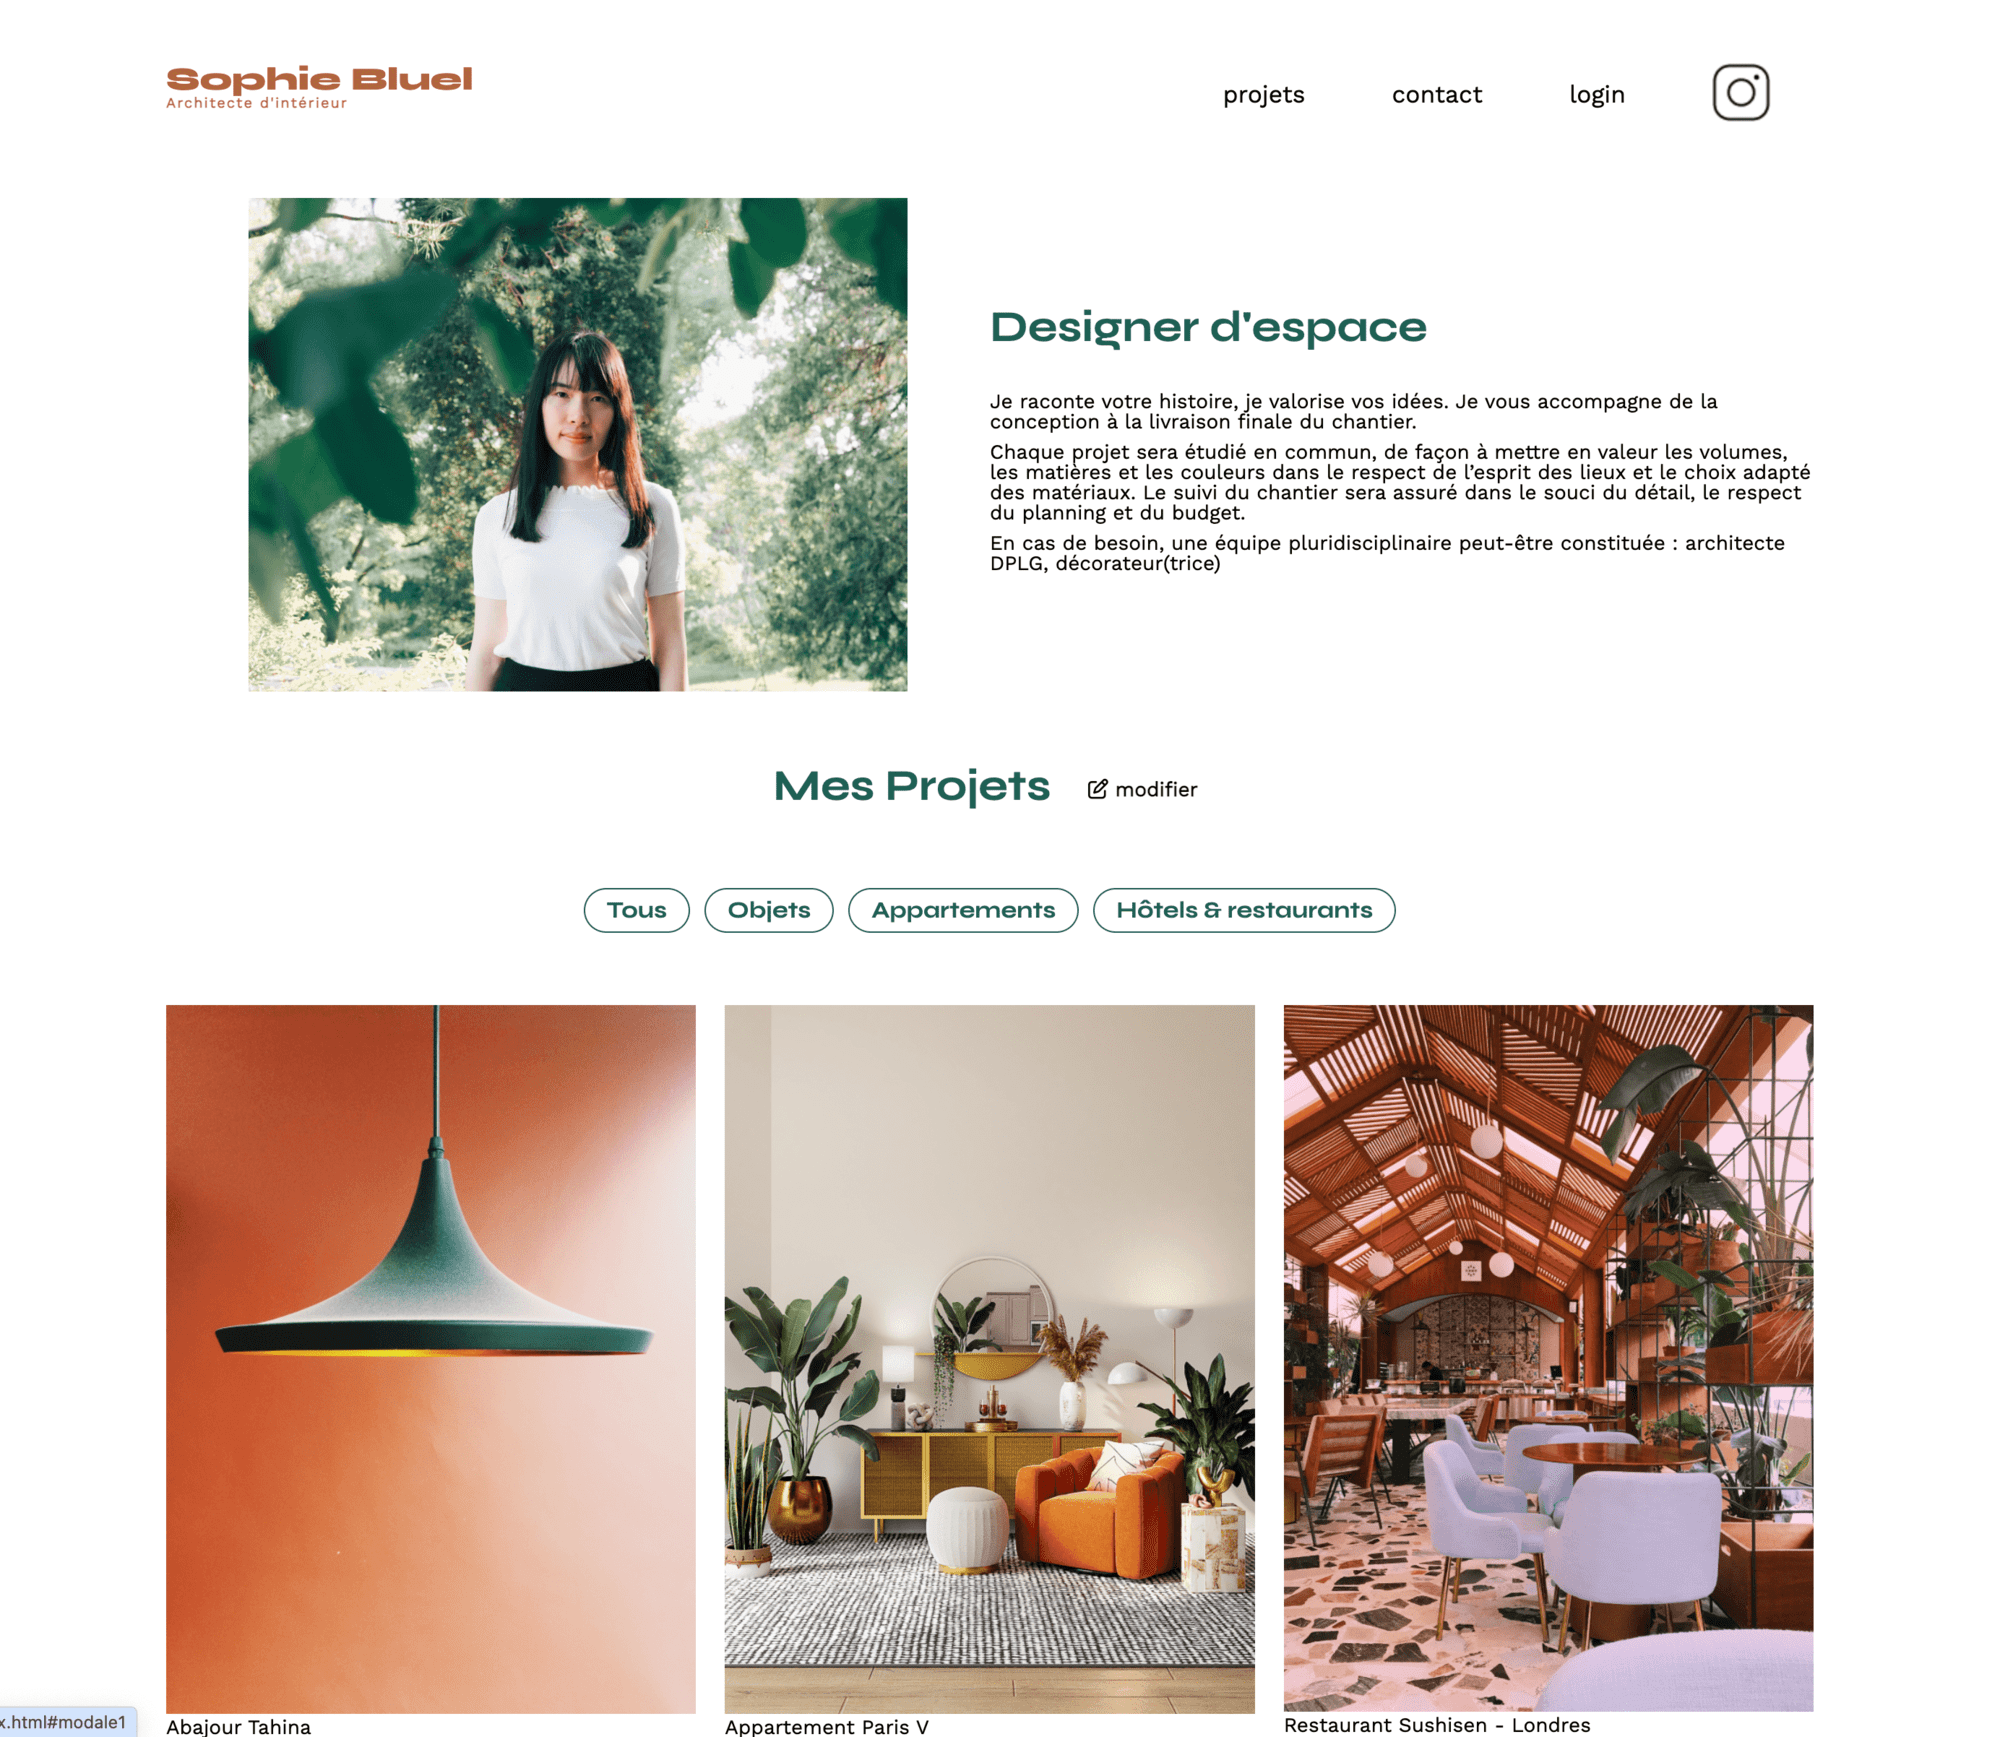 Sophie Bluel
Architecte d'intérieur
projets
contact
login
Designer d'espace
Je raconte votre histoire, je valorise vos idées. Je vous accompagne de la
conception à la livraison finale du chantier.
Chaque projet sera étudié en commun, de façon à mettre en valeur les volumes,
les matières et les couleurs dans le respect de l’esprit des lieux et le choix adapté
des matériaux. Le suivi du chantier sera assuré dans le souci du détail, le respect
du planning et du budget.
En cas de besoin, une équipe pluridisciplinaire peut-être constituée : architecte
DPLG, décorateur(trice)
Mes Projets
modifier
Tous
Objets
Appartements
Hôtels & restaurants
Abajour Tahina
Appartement Paris V
Restaurant Sushisen - Londres
x.html#modale1